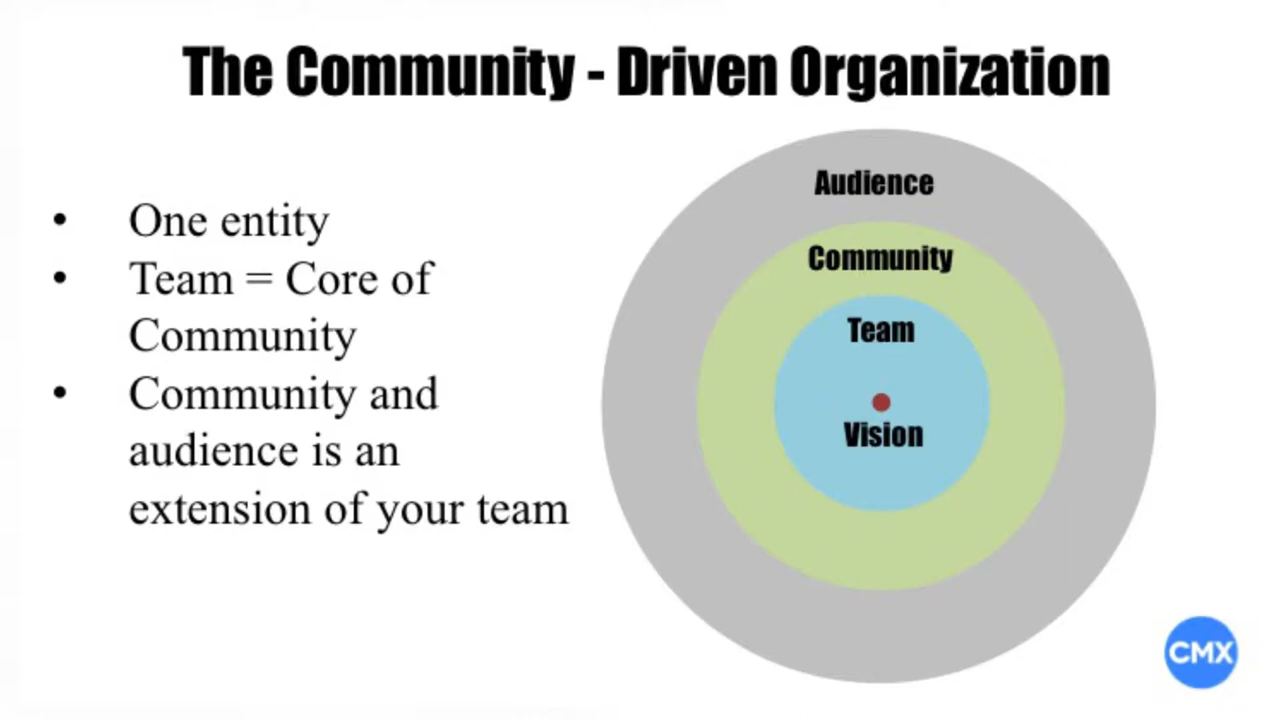 The Community - Driven Organization
• One entity
• Team = Core of
Community
• Community and
audience is an
extension of your team
Audience
Community
Team
Vision
CMX